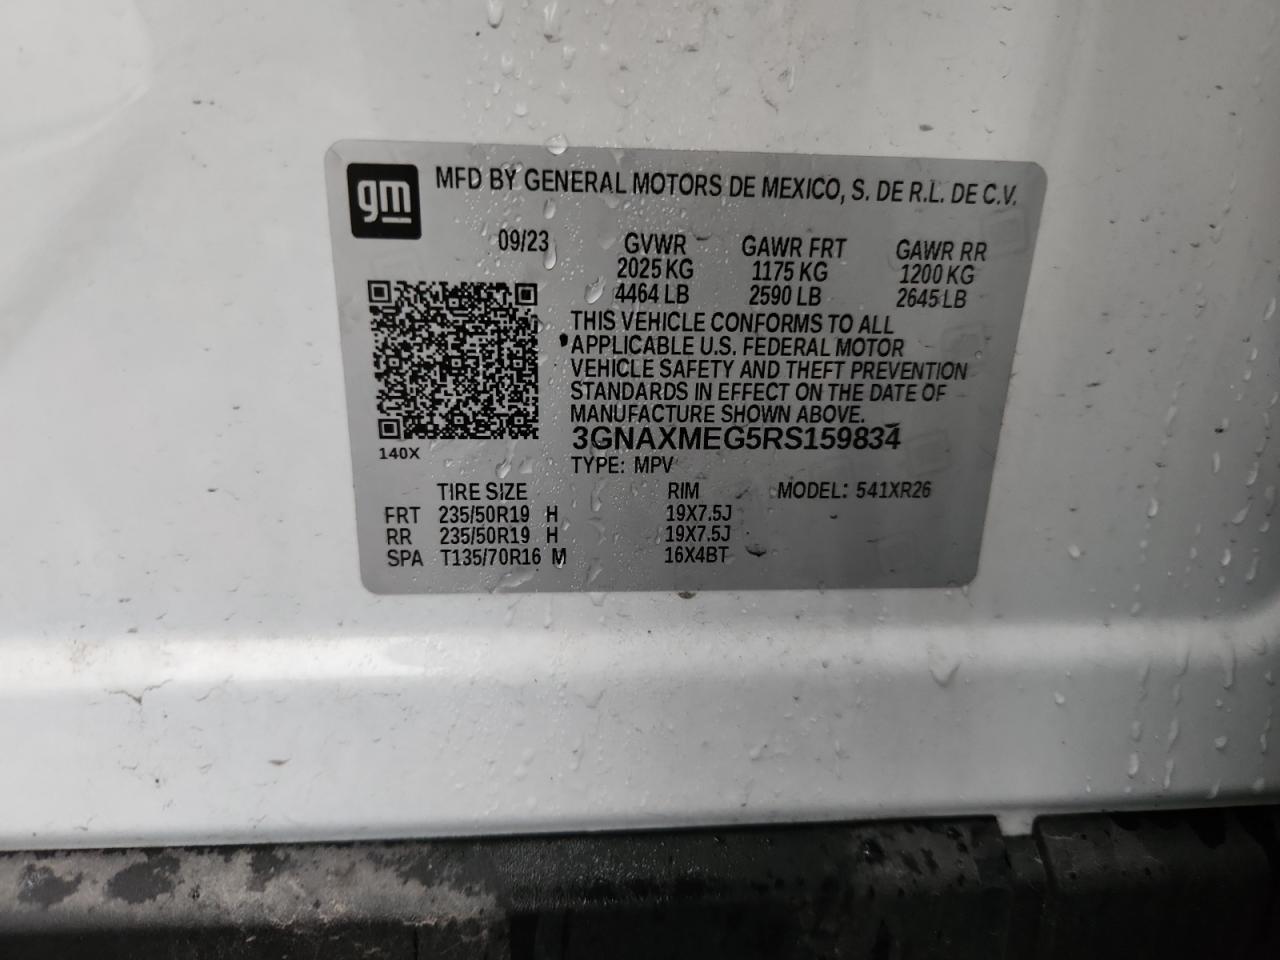 gm
MFD BY GENERAL MOTORS DE MEXICO, S. DE R.L. DE C.V.
09/23 GVWR GAWR FRT GAWR RR
2025 KG 1175 KG 1200 KG
4464 LB 2590 LB 2645 LB
THIS VEHICLE CONFORMS TO ALL
APPLICABLE U.S. FEDERAL MOTOR
VEHICLE SAFETY AND THEFT PREVENTION
STANDARDS IN EFFECT ON THE DATE OF
MANUFACTURE SHOWN ABOVE.
3GNAXMEG5RS159834
140X
TYPE: MPV
TIRE SIZE RIM MODEL: 541XR26
FRT 235/50R19 H 19X7.5J
RR 235/50R19 H 19X7.5J
SPA T135/70R16 M 16X4BT